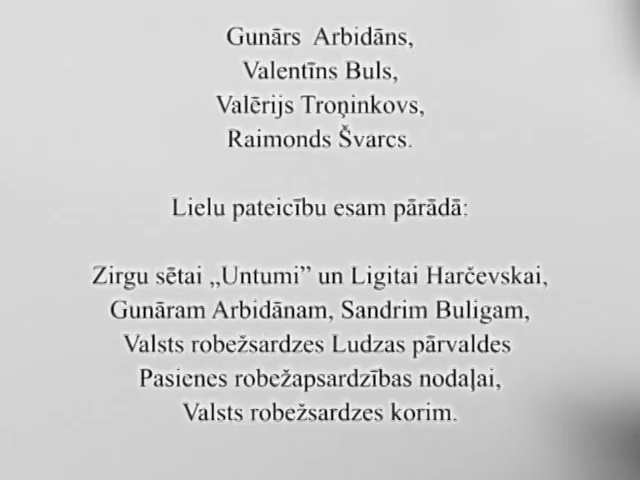 Gunārs Arbidāns,
Valentīns Buls,
Valērijs Troņinkovs,
Raimonds Švarcs.
Lielu pateicību esam pārādā:
Zirgu sētai „Untumi” un Ligitai Harčevskai,
Gunāram Arbidānam, Sandrim Buligam,
Valsts robežsardzes Ludzas pārvaldes
Pasienes robežapsardzības nodaļai,
Valsts robežsardzes korim.